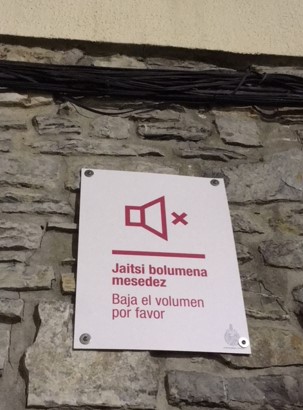 Jaitsi bolumena
mesedez
Baja el volumen
por favor